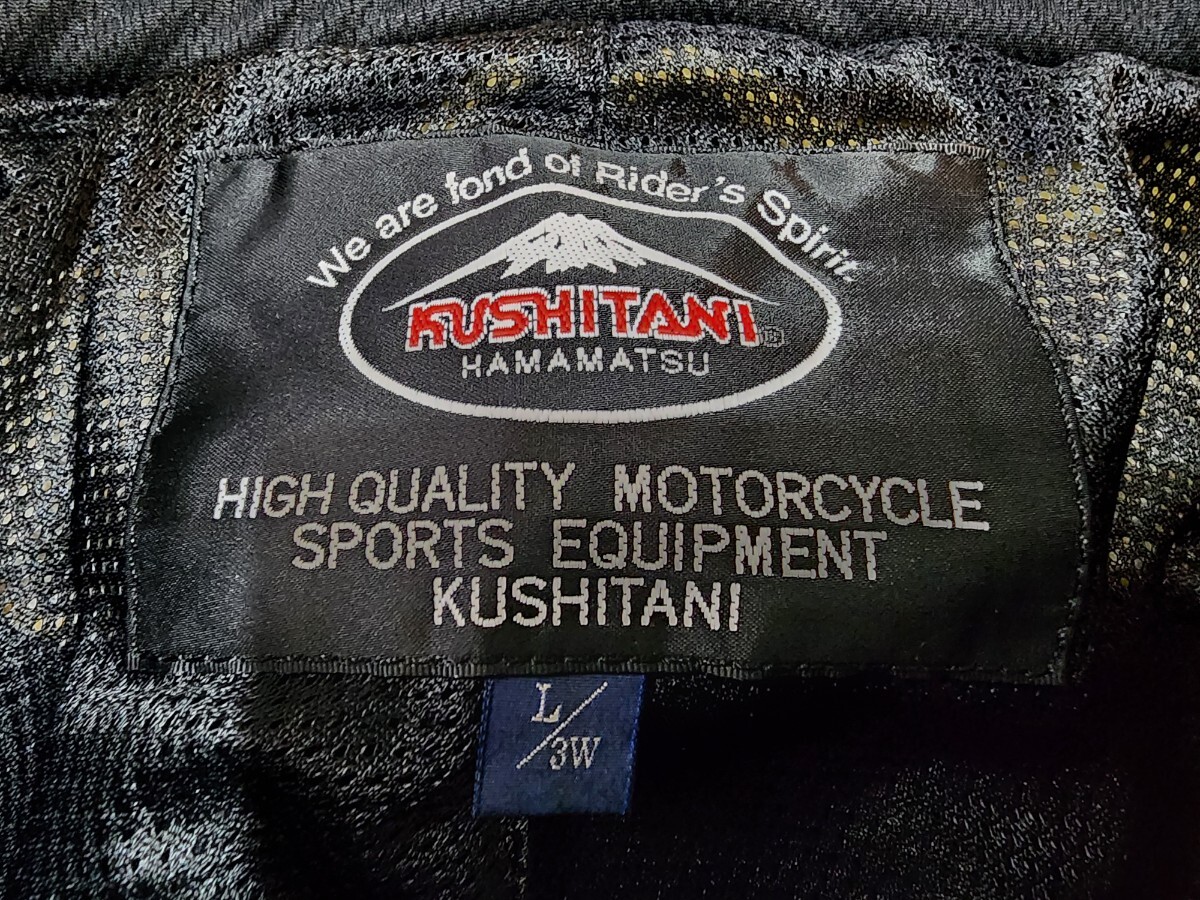 We are fond of Rider's Spirit
KUSHITANI®
HAMAMATSU
HIGH QUALITY MOTORCYCLE
SPORTS EQUIPMENT
KUSHITANI
L/3W